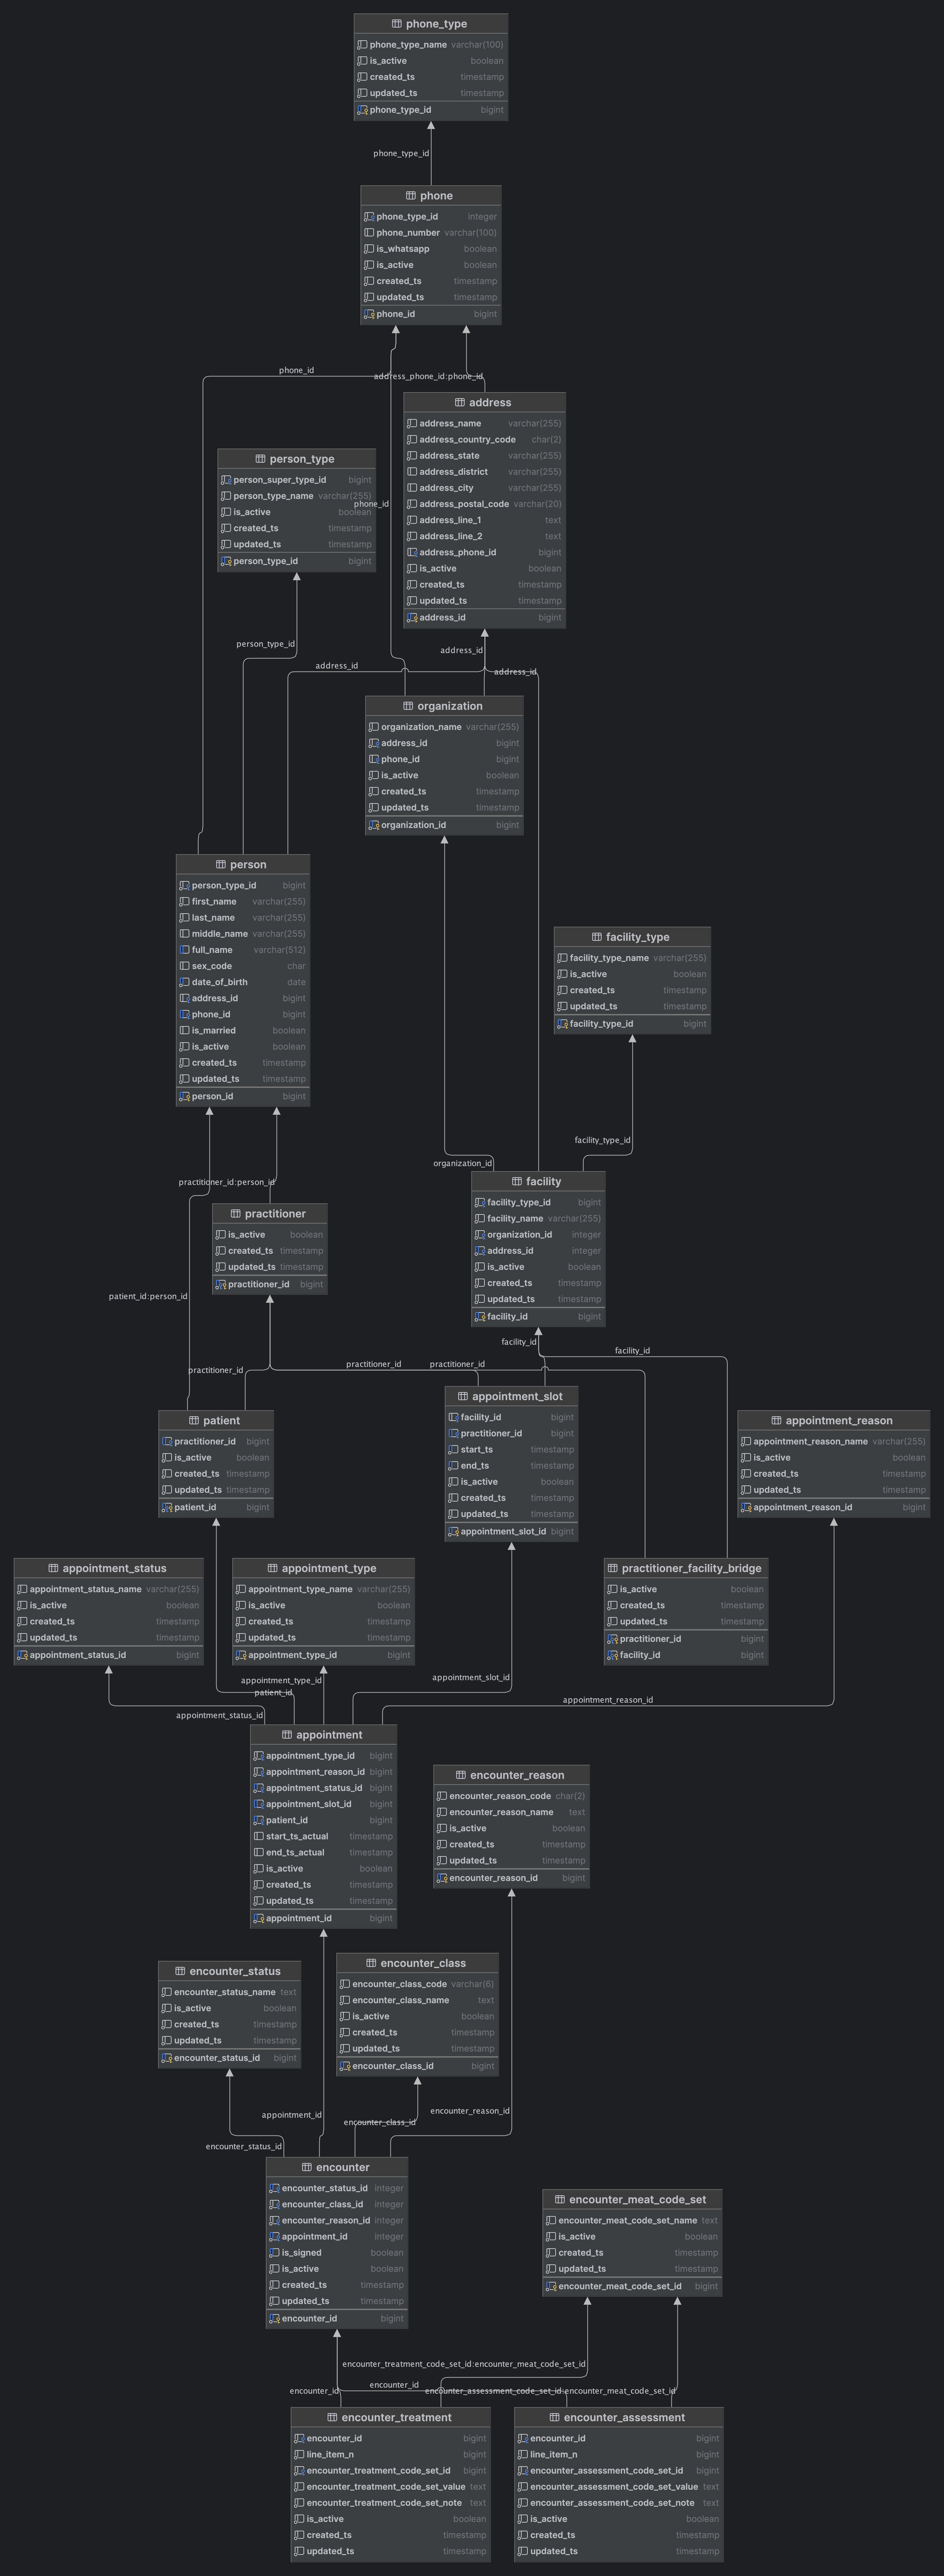 phone_type
phone_type_name varchar(100)
is_active boolean
created_ts timestamp
updated_ts timestamp
phone_type_id bigint
phone_type_id
phone
phone_type_id integer
phone_number varchar(100)
is_whatsapp boolean
is_active boolean
created_ts timestamp
updated_ts timestamp
phone_id bigint
phone_id
address_phone_id:phone_id
address
address_name varchar(255)
address_country_code char(2)
address_state varchar(255)
address_district varchar(255)
address_city varchar(255)
address_postal_code varchar(20)
address_line_1 text
address_line_2 text
address_phone_id bigint
is_active boolean
created_ts timestamp
updated_ts timestamp
address_id bigint
person_type
person_super_type_id bigint
person_type_name varchar(255)
is_active boolean
created_ts timestamp
updated_ts timestamp
person_type_id bigint
phone_id
person_type_id
address_id
address_id
address_id
organization
organization_name varchar(255)
address_id bigint
phone_id bigint
is_active boolean
created_ts timestamp
updated_ts timestamp
organization_id bigint
person
person_type_id bigint
first_name varchar(255)
last_name varchar(255)
middle_name varchar(255)
full_name varchar(512)
sex_code char
date_of_birth date
address_id bigint
phone_id bigint
is_married boolean
is_active boolean
created_ts timestamp
updated_ts timestamp
person_id bigint
facility_type
facility_type_name varchar(255)
is_active boolean
created_ts timestamp
updated_ts timestamp
facility_type_id bigint
facility_type_id
organization_id
facility
facility_type_id bigint
facility_name varchar(255)
organization_id integer
address_id integer
is_active boolean
created_ts timestamp
updated_ts timestamp
facility_id bigint
practitioner_id:person_id
practitioner
is_active boolean
created_ts timestamp
updated_ts timestamp
practitioner_id bigint
patient_id:person_id
facility_id
facility_id
practitioner_id
practitioner_id
practitioner_id
patient
practitioner_id bigint
is_active boolean
created_ts timestamp
updated_ts timestamp
patient_id bigint
appointment_slot
facility_id bigint
practitioner_id bigint
start_ts timestamp
end_ts timestamp
is_active boolean
created_ts timestamp
updated_ts timestamp
appointment_slot_id bigint
appointment_reason
appointment_reason_name varchar(255)
is_active boolean
created_ts timestamp
updated_ts timestamp
appointment_reason_id bigint
appointment_status
appointment_status_name varchar(255)
is_active boolean
created_ts timestamp
updated_ts timestamp
appointment_status_id bigint
appointment_type
appointment_type_name varchar(255)
is_active boolean
created_ts timestamp
updated_ts timestamp
appointment_type_id bigint
practitioner_facility_bridge
is_active boolean
created_ts timestamp
updated_ts timestamp
practitioner_id bigint
facility_id bigint
appointment_slot_id
appointment_type_id
patient_id
appointment_reason_id
appointment_status_id
appointment
appointment_type_id bigint
appointment_reason_id bigint
appointment_status_id bigint
appointment_slot_id bigint
patient_id bigint
start_ts_actual timestamp
end_ts_actual timestamp
is_active boolean
created_ts timestamp
updated_ts timestamp
appointment_id bigint
encounter_reason
encounter_reason_code char(2)
encounter_reason_name text
is_active boolean
created_ts timestamp
updated_ts timestamp
encounter_reason_id bigint
encounter_status
encounter_status_name text
is_active boolean
created_ts timestamp
updated_ts timestamp
encounter_status_id bigint
encounter_class
encounter_class_code varchar(6)
encounter_class_name text
is_active boolean
created_ts timestamp
updated_ts timestamp
encounter_class_id bigint
encounter_reason_id
appointment_id
encounter_class_id
encounter_status_id
encounter
encounter_status_id integer
encounter_class_id integer
encounter_reason_id integer
appointment_id integer
is_signed boolean
is_active boolean
created_ts timestamp
updated_ts timestamp
encounter_id bigint
encounter_meat_code_set
encounter_meat_code_set_name text
is_active boolean
created_ts timestamp
updated_ts timestamp
encounter_meat_code_set_id bigint
encounter_treatment_code_set_id:encounter_meat_code_set_id
encounter_id
encounter_id
encounter_assessment_code_set_id:encounter_meat_code_set_id
encounter_treatment
encounter_id bigint
line_item_n bigint
encounter_treatment_code_set_id bigint
encounter_treatment_code_set_value text
encounter_treatment_code_set_note text
is_active boolean
created_ts timestamp
updated_ts timestamp
encounter_assessment
encounter_id bigint
line_item_n bigint
encounter_assessment_code_set_id bigint
encounter_assessment_code_set_value text
encounter_assessment_code_set_note text
is_active boolean
created_ts timestamp
updated_ts timestamp